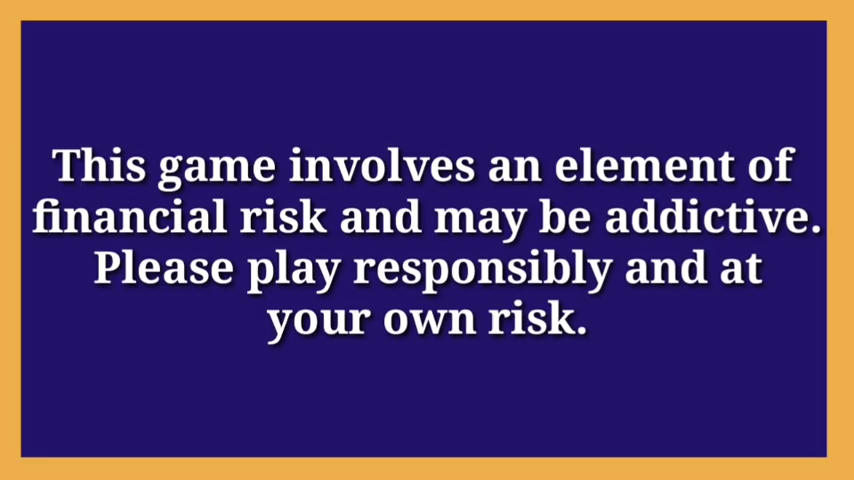 This game involves an element of
financial risk and may be addictive.
Please play responsibly and at
your own risk.